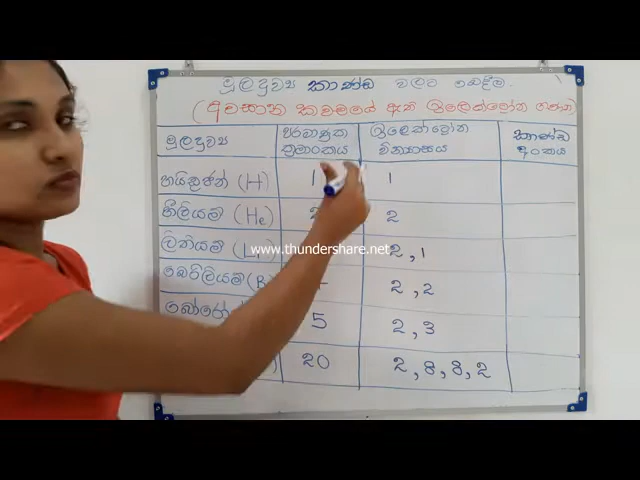 මූලද්‍රව්‍ය කාණ්ඩ වලට බෙදීම.
(අවසාන කවචයේ ඇති ඉලෙක්ට්‍රෝන ගණන)
මූලද්‍රව්‍ය පරමාණුක ක්‍රමාංකය ඉලෙක්ට්‍රෝන වින්‍යාසය කාණ්ඩ අංකය
හයිඩ්‍රජන් (H) 1 1
හීලියම් (He) 2
ලිතියම් 2,1
www.thundershare.net
බෙරිලියම් 2,2
5 2,3
20 2,8,8,2